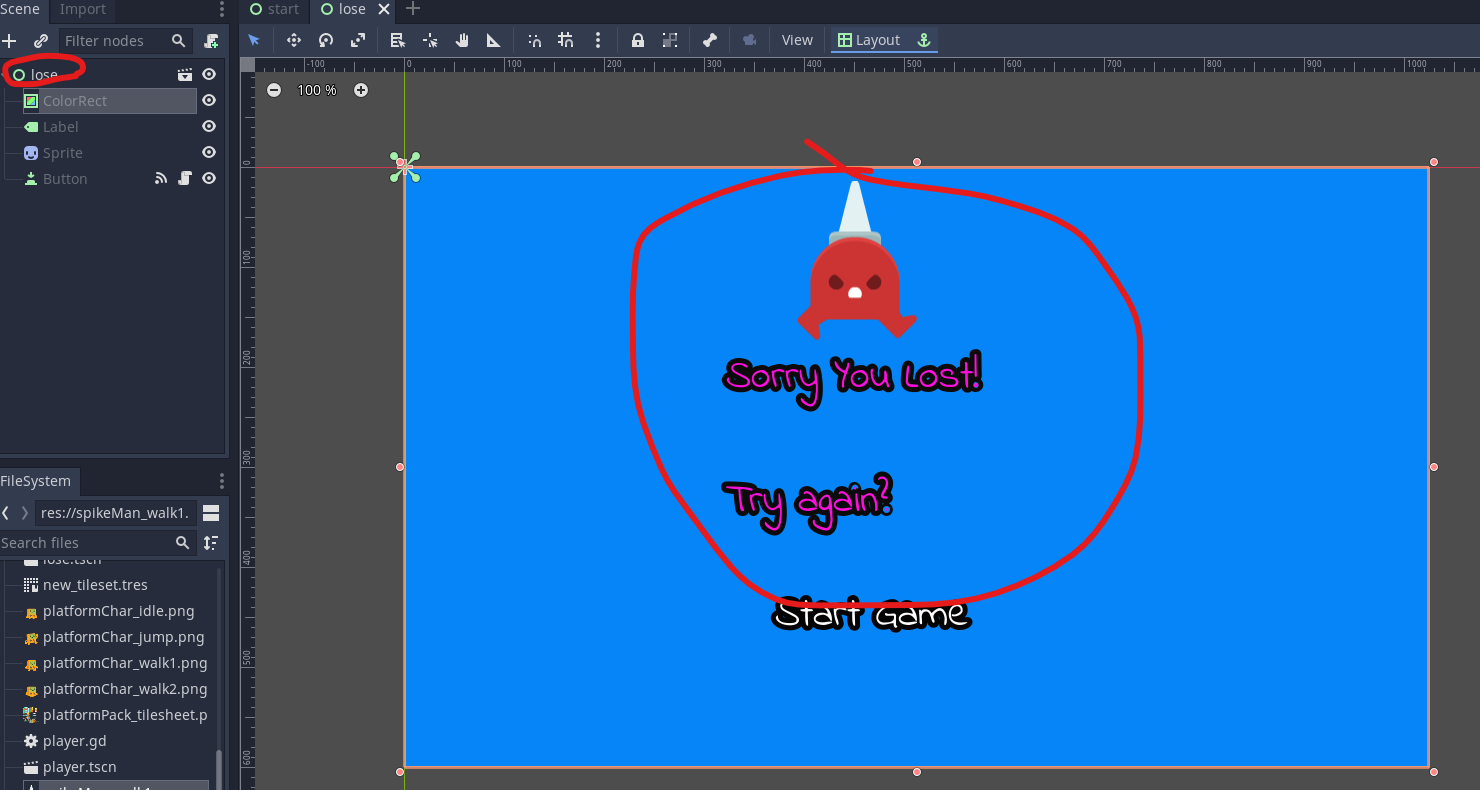 Scene Import
start lose
Filter nodes
View Layout
lose
ColorRect
Label
Sprite
Button
-100 0 100 200 300 400 500 600 700 800 900 1000
100 %
0
100
200
300
400
500
600
Sorry You Lost!
Try again?
Start Game
FileSystem
res://spikeMan_walk1.
Search files
lose.tscn
new_tileset.tres
platformChar_idle.png
platformChar_jump.png
platformChar_walk1.png
platformChar_walk2.png
platformPack_tilesheet.p
player.gd
player.tscn